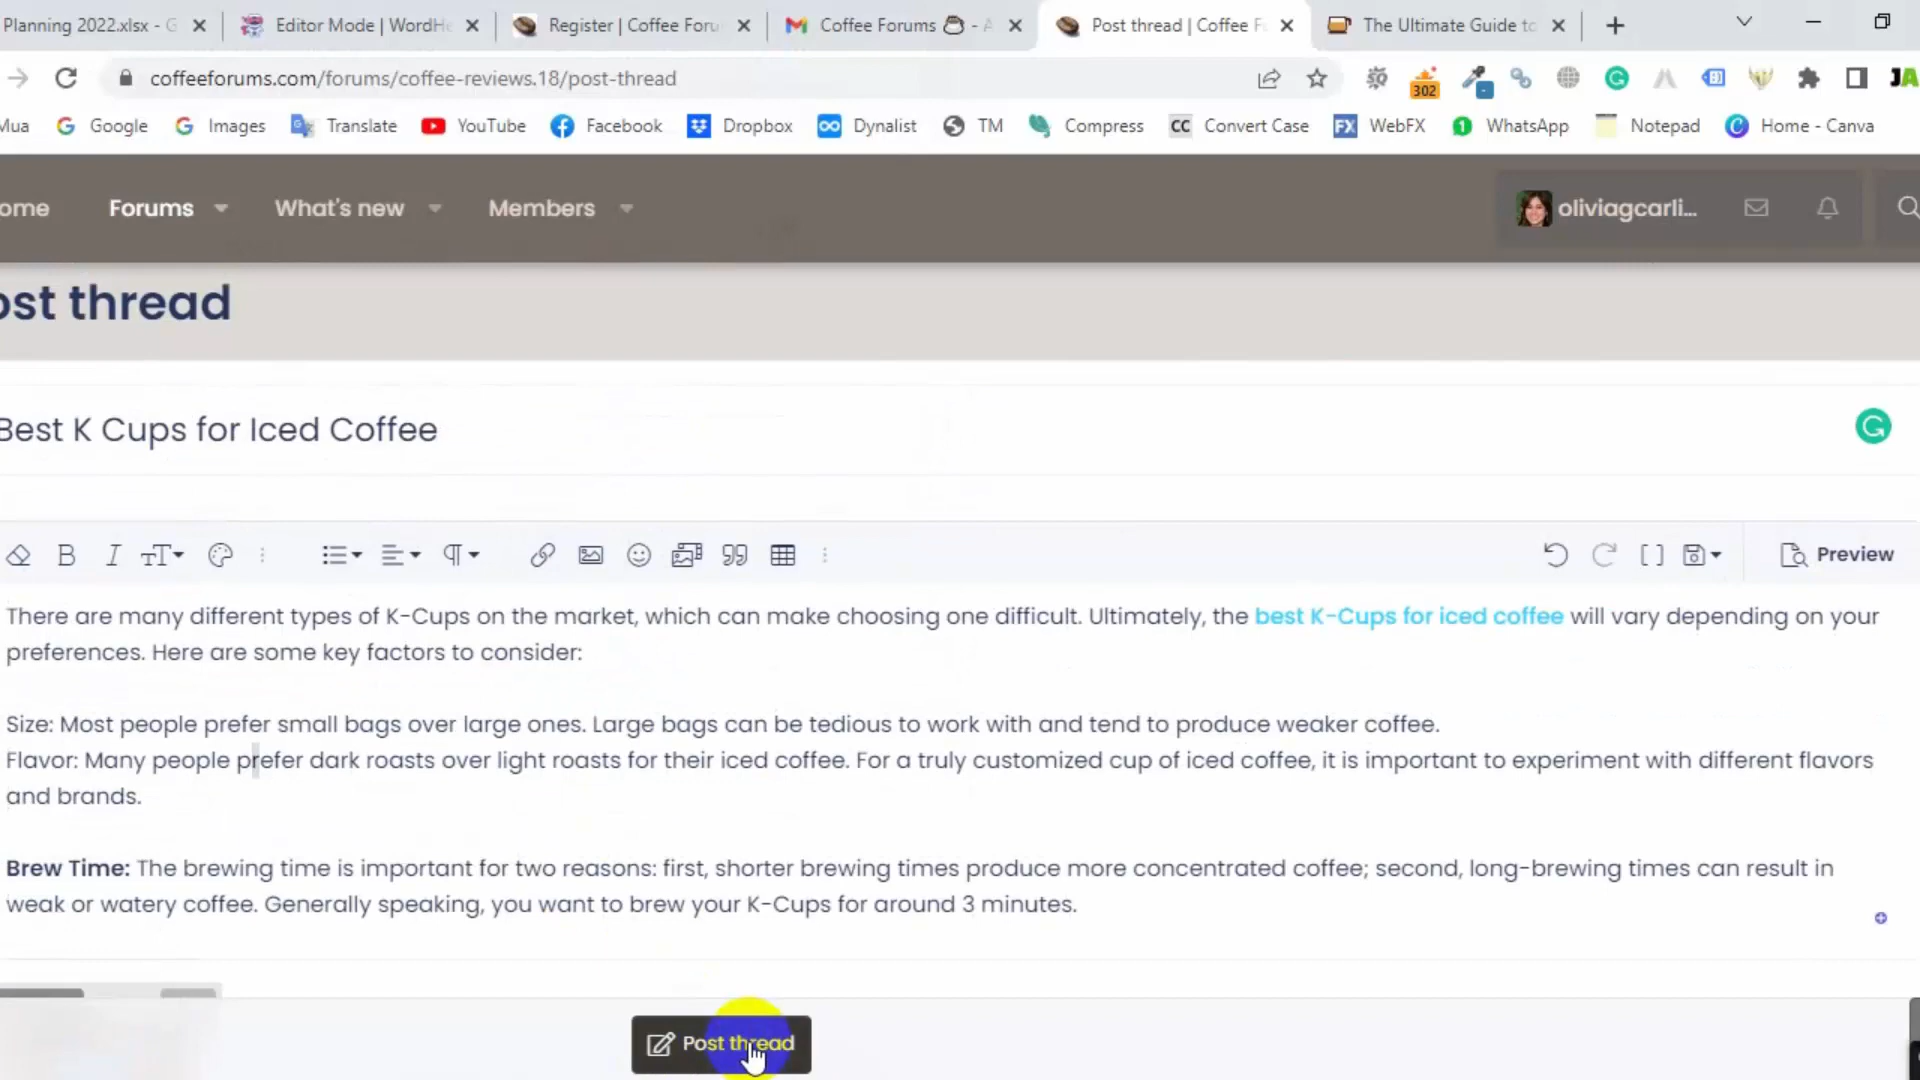 Planning 2022.xlsx - G
Editor Mode | WordHe
Register | Coffee Foru
Coffee Forums - A
Post thread | Coffee F
The Ultimate Guide to
coffeeforums.com/forums/coffee-reviews.18/post-thread
302
JA
Mua
Google
Images
Translate
YouTube
Facebook
Dropbox
Dynalist
TM
Compress
CC Convert Case
FX WebFX
1 WhatsApp
Notepad
Home - Canva
ome
Forums
What's new
Members
oliviagcarli...
ost thread
Best K Cups for Iced Coffee
Preview
There are many different types of K-Cups on the market, which can make choosing one difficult. Ultimately, the best K-Cups for iced coffee will vary depending on your
preferences. Here are some key factors to consider:
Size: Most people prefer small bags over large ones. Large bags can be tedious to work with and tend to produce weaker coffee.
Flavor: Many people prefer dark roasts over light roasts for their iced coffee. For a truly customized cup of iced coffee, it is important to experiment with different flavors
and brands.
Brew Time: The brewing time is important for two reasons: first, shorter brewing times produce more concentrated coffee; second, long-brewing times can result in
weak or watery coffee. Generally speaking, you want to brew your K-Cups for around 3 minutes.
Post thread